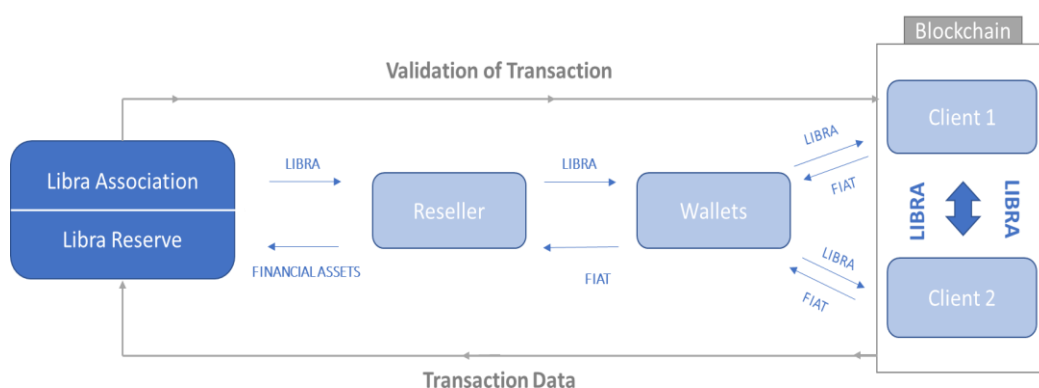 Blockchain
Validation of Transaction
Client 1
LIBRA
FIAT
Libra Association
LIBRA
LIBRA
Reseller
Wallets
LIBRA
LIBRA
Libra Reserve
FINANCIAL ASSETS
FIAT
LIBRA
FIAT
Client 2
Transaction Data